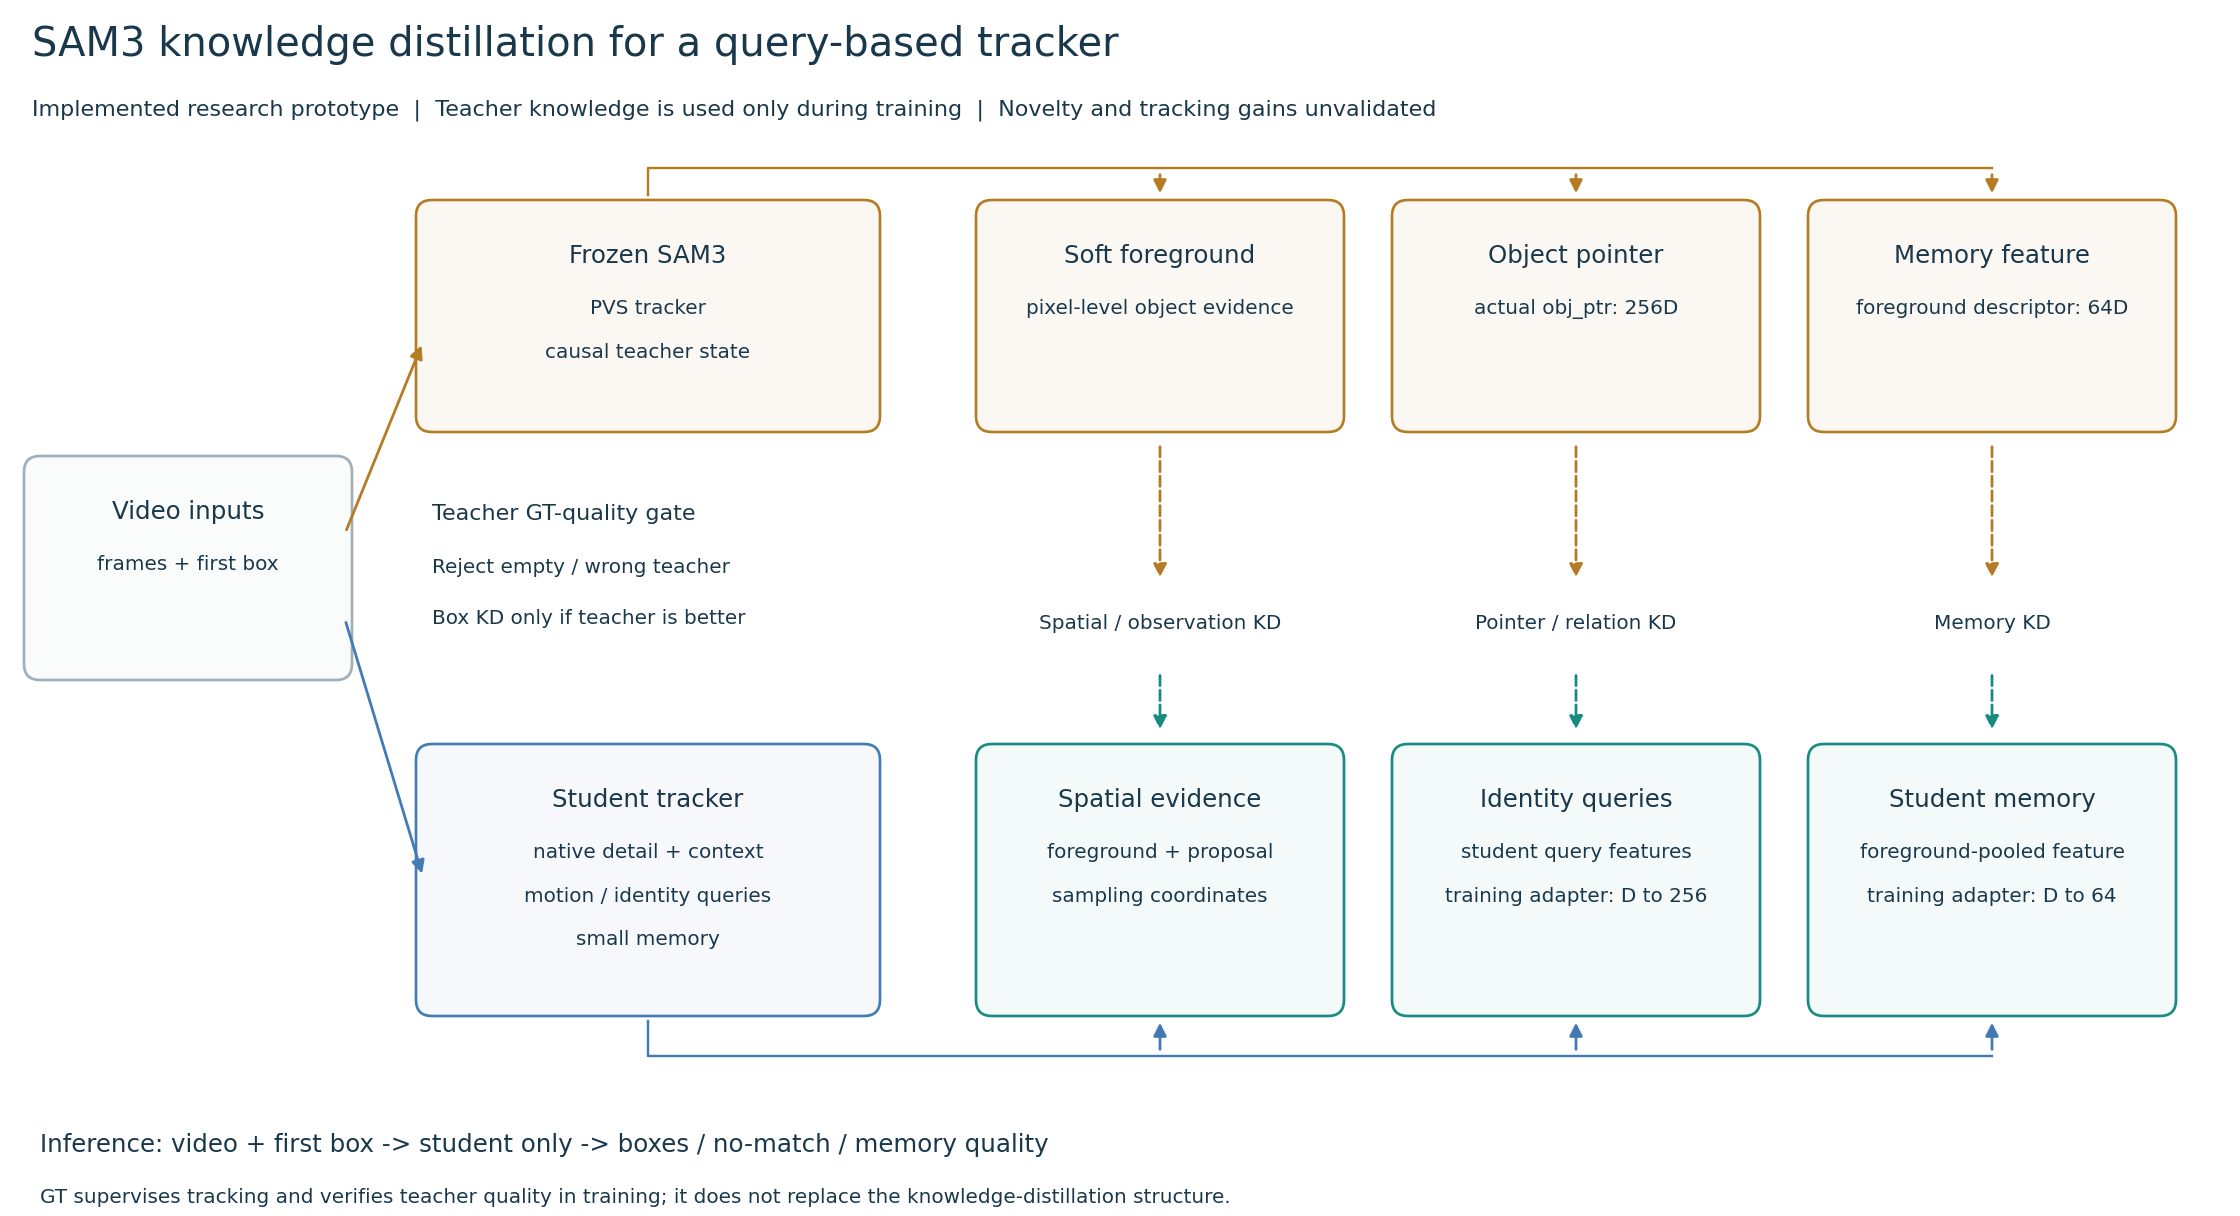 SAM3 knowledge distillation for a query-based tracker
Implemented research prototype | Teacher knowledge is used only during training | Novelty and tracking gains unvalidated
Frozen SAM3
PVS tracker
causal teacher state
Soft foreground
pixel-level object evidence
Object pointer
actual obj_ptr: 256D
Memory feature
foreground descriptor: 64D
Video inputs
frames + first box
Teacher GT-quality gate
Reject empty / wrong teacher
Box KD only if teacher is better
Spatial / observation KD
Pointer / relation KD
Memory KD
Student tracker
native detail + context
motion / identity queries
small memory
Spatial evidence
foreground + proposal
sampling coordinates
Identity queries
student query features
training adapter: D to 256
Student memory
foreground-pooled feature
training adapter: D to 64
Inference: video + first box -> student only -> boxes / no-match / memory quality
GT supervises tracking and verifies teacher quality in training; it does not replace the knowledge-distillation structure.